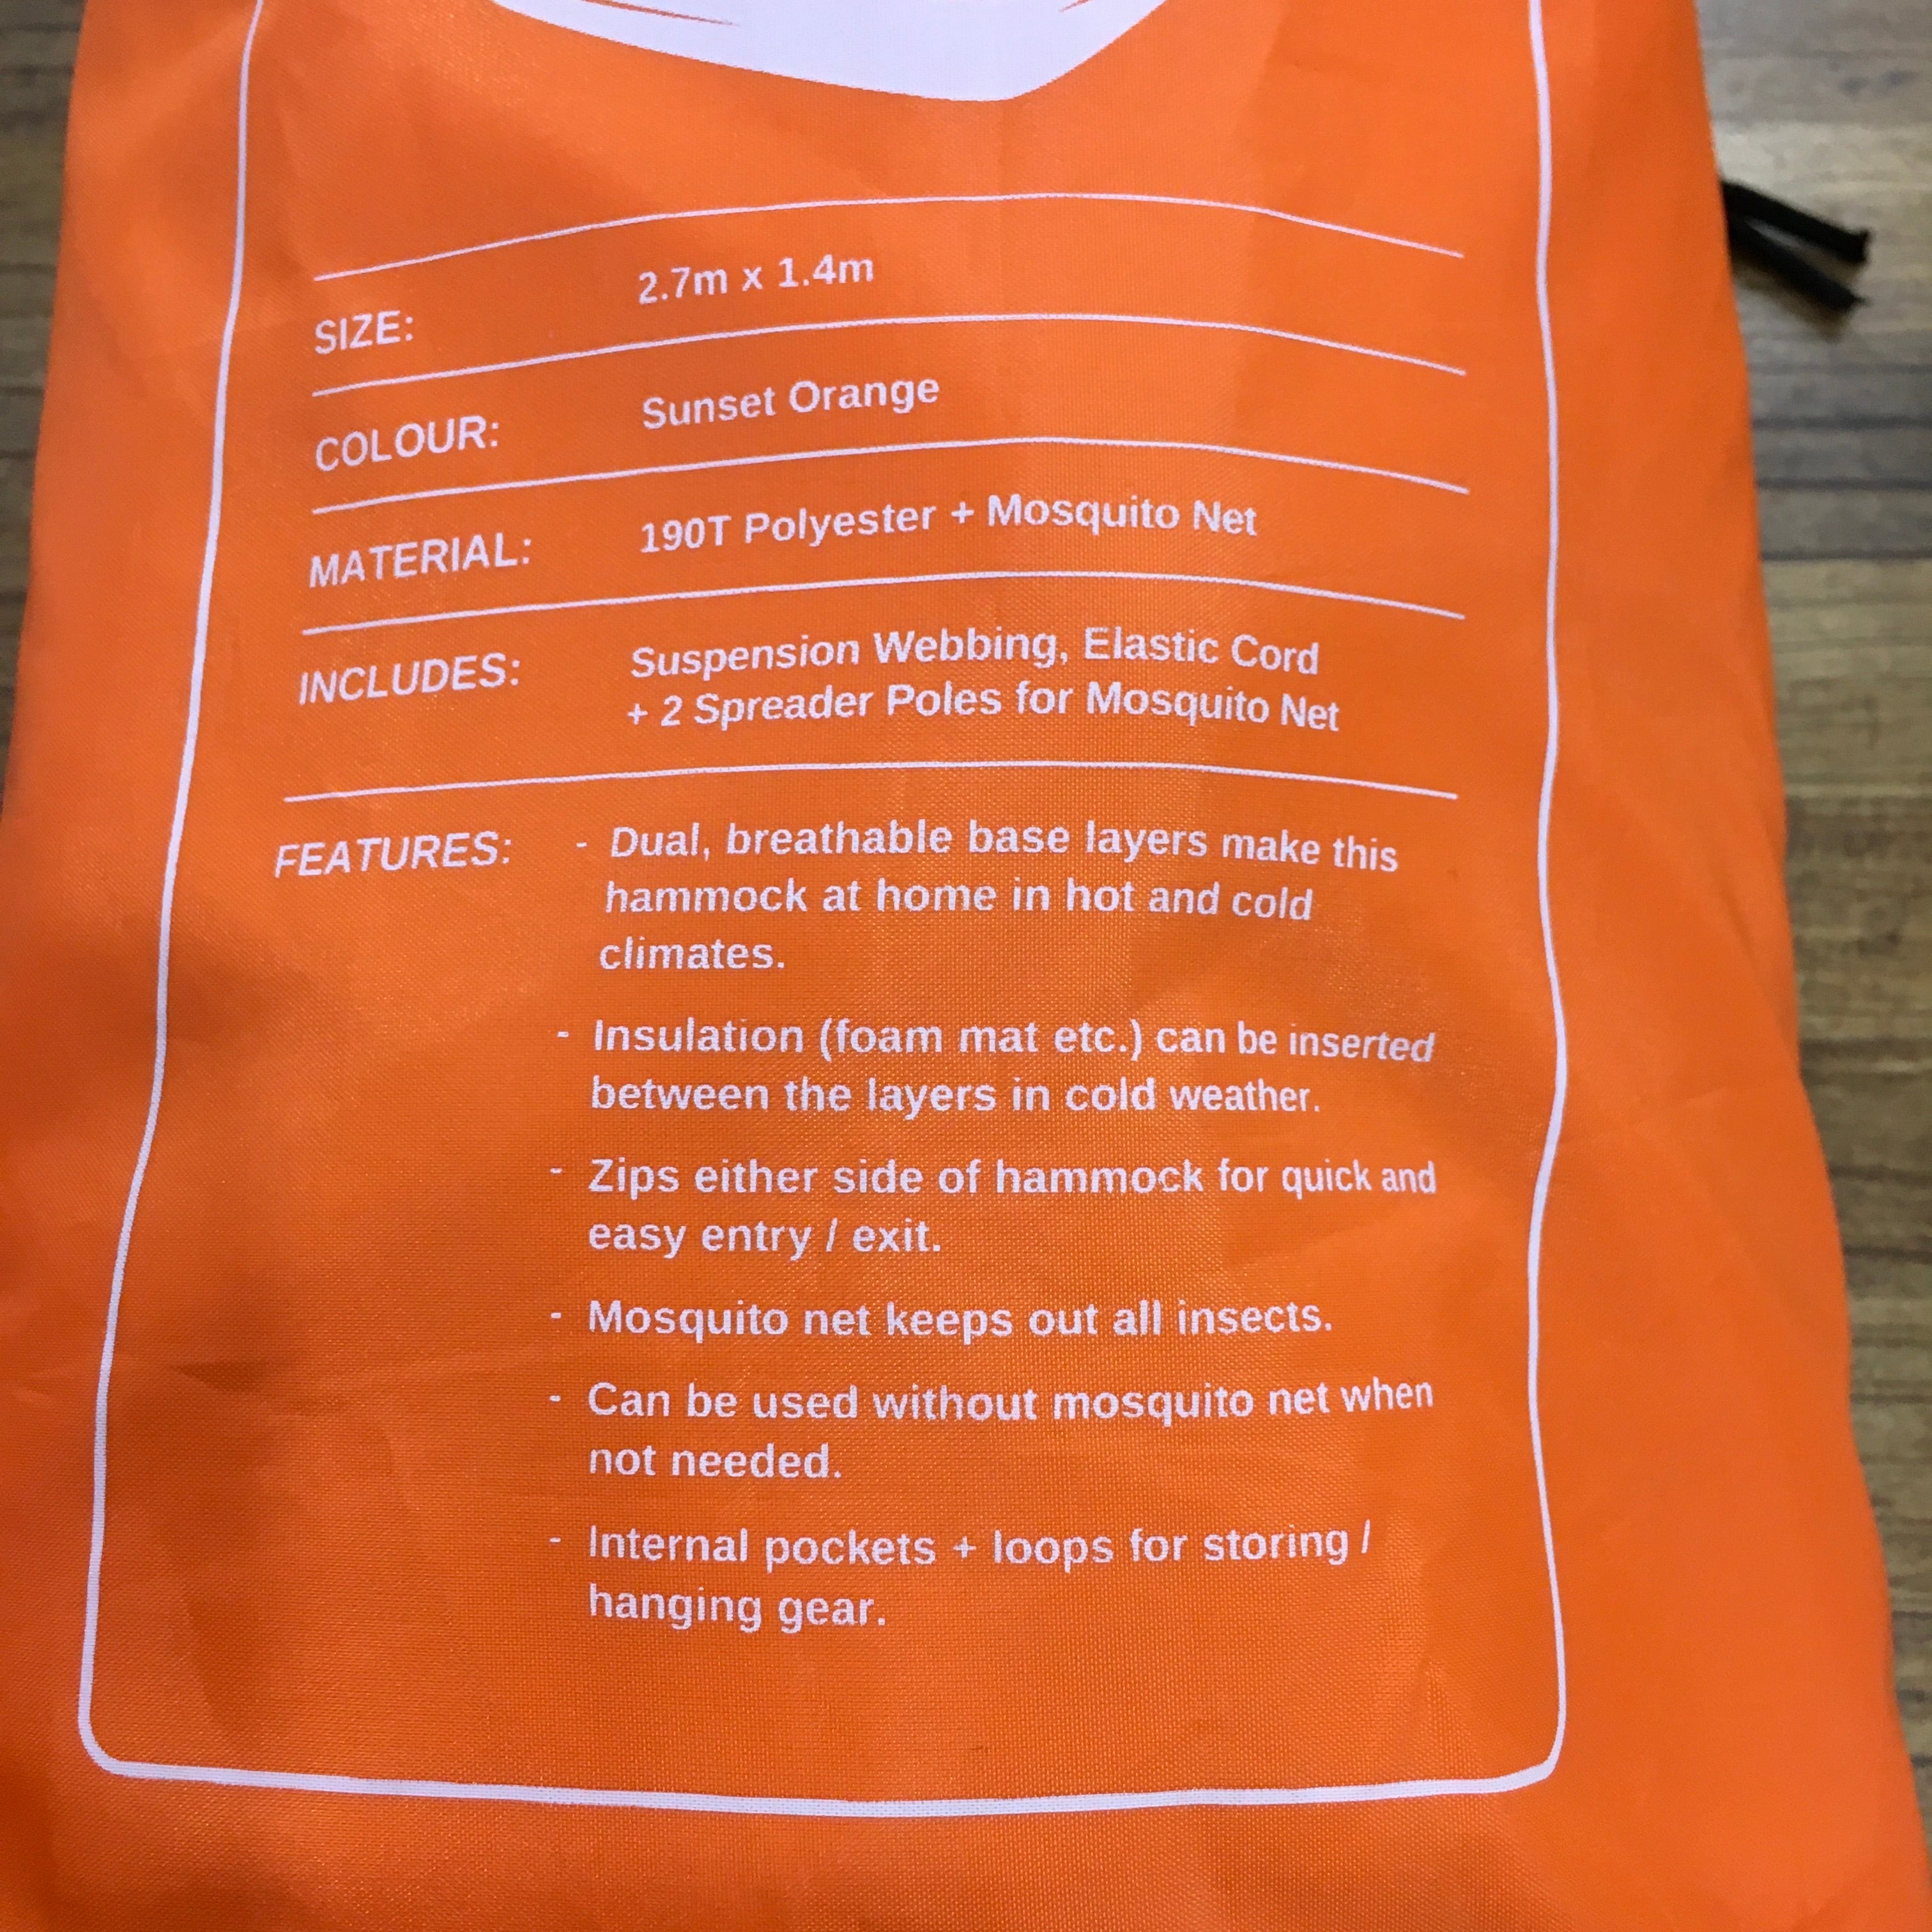 SIZE: 2.7m x 1.4m
COLOUR: Sunset Orange
MATERIAL: 190T Polyester + Mosquito Net
INCLUDES: Suspension Webbing, Elastic Cord
+ 2 Spreader Poles for Mosquito Net
FEATURES: - Dual, breathable base layers make this
hammock at home in hot and cold
climates.
- Insulation (foam mat etc.) can be inserted
between the layers in cold weather.
- Zips either side of hammock for quick and
easy entry / exit.
- Mosquito net keeps out all insects.
- Can be used without mosquito net when
not needed.
- Internal pockets + loops for storing /
hanging gear.